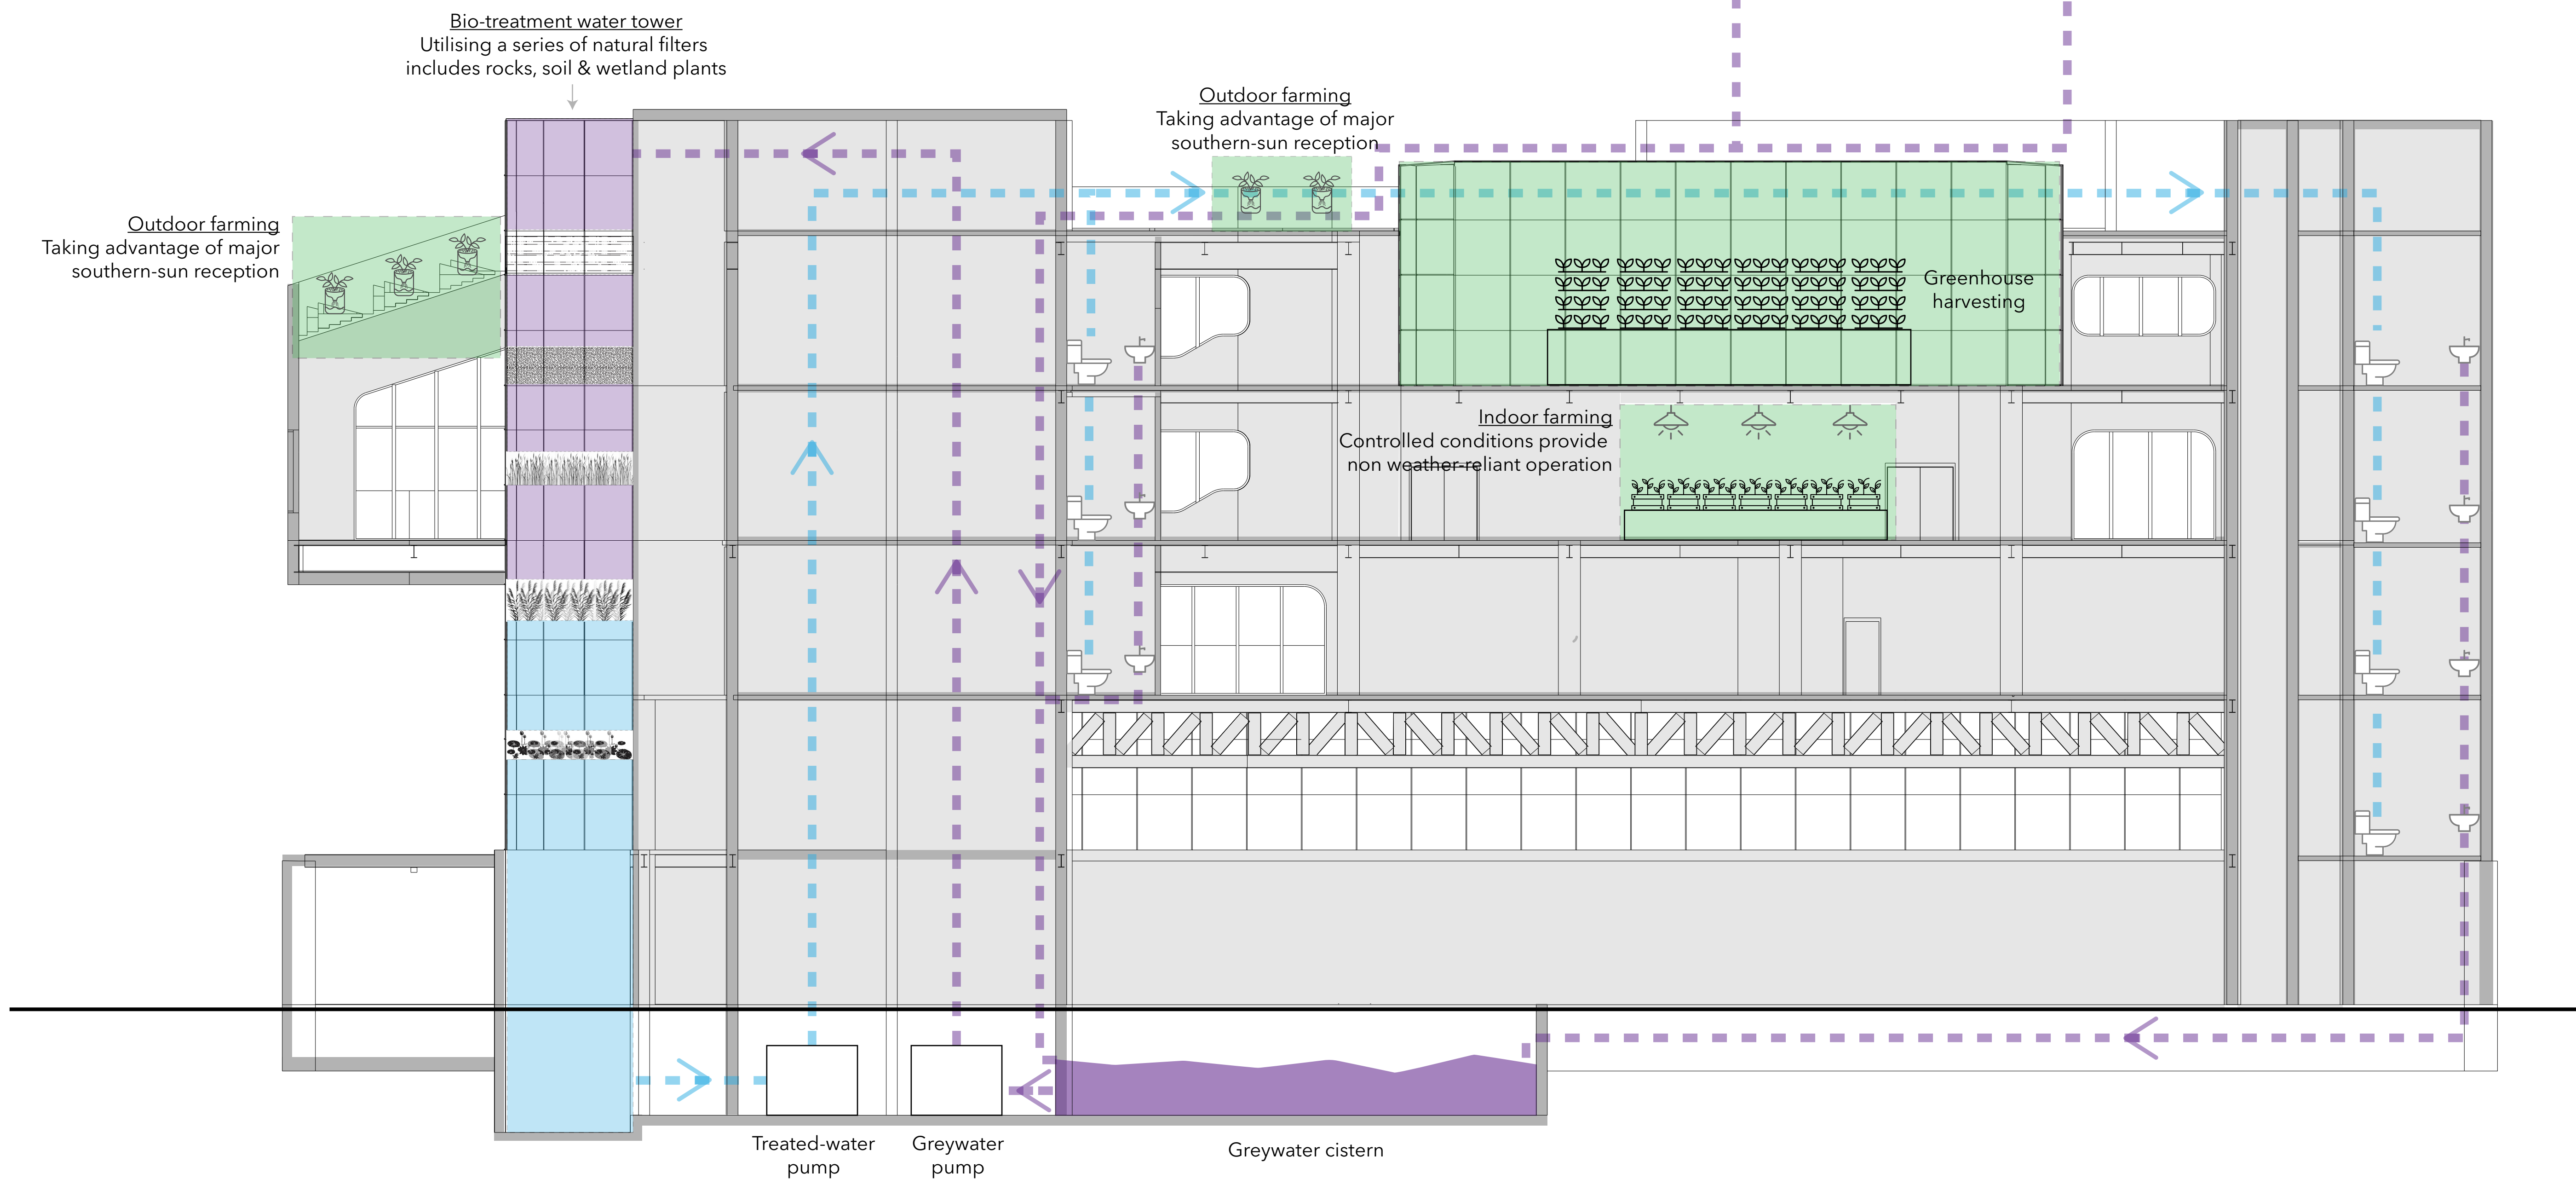 Bio-treatment water tower
Utilising a series of natural filters
includes rocks, soil & wetland plants
Outdoor farming
Taking advantage of major
southern-sun reception
Outdoor farming
Taking advantage of major
southern-sun reception
Greenhouse
harvesting
Indoor farming
Controlled conditions provide
non weather-reliant operation
Treated-water
pump
Greywater
pump
Greywater cistern